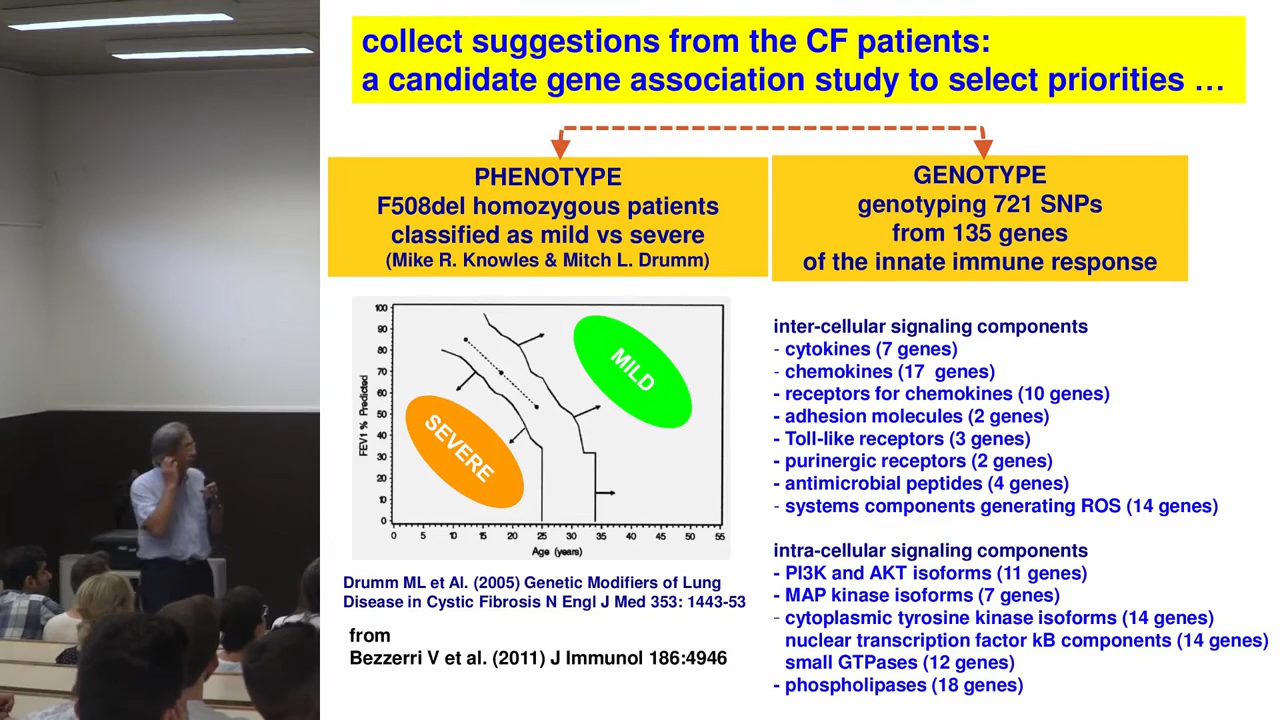 collect suggestions from the CF patients:
a candidate gene association study to select priorities …
PHENOTYPE
F508del homozygous patients
classified as mild vs severe
(Mike R. Knowles & Mitch L. Drumm)
GENOTYPE
genotyping 721 SNPs
from 135 genes
of the innate immune response
FEV1 % Predicted
100
90
80
70
60
50
40
30
20
10
0
MILD
SEVERE
0 5 10 15 20 25 30 35 40 45 50 55
Age (years)
Drumm ML et Al. (2005) Genetic Modifiers of Lung
Disease in Cystic Fibrosis N Engl J Med 353: 1443-53
from
Bezzerri V et al. (2011) J Immunol 186:4946
inter-cellular signaling components
- cytokines (7 genes)
- chemokines (17 genes)
- receptors for chemokines (10 genes)
- adhesion molecules (2 genes)
- Toll-like receptors (3 genes)
- purinergic receptors (2 genes)
- antimicrobial peptides (4 genes)
- systems components generating ROS (14 genes)
intra-cellular signaling components
- PI3K and AKT isoforms (11 genes)
- MAP kinase isoforms (7 genes)
- cytoplasmic tyrosine kinase isoforms (14 genes)
nuclear transcription factor kB components (14 genes)
small GTPases (12 genes)
- phospholipases (18 genes)